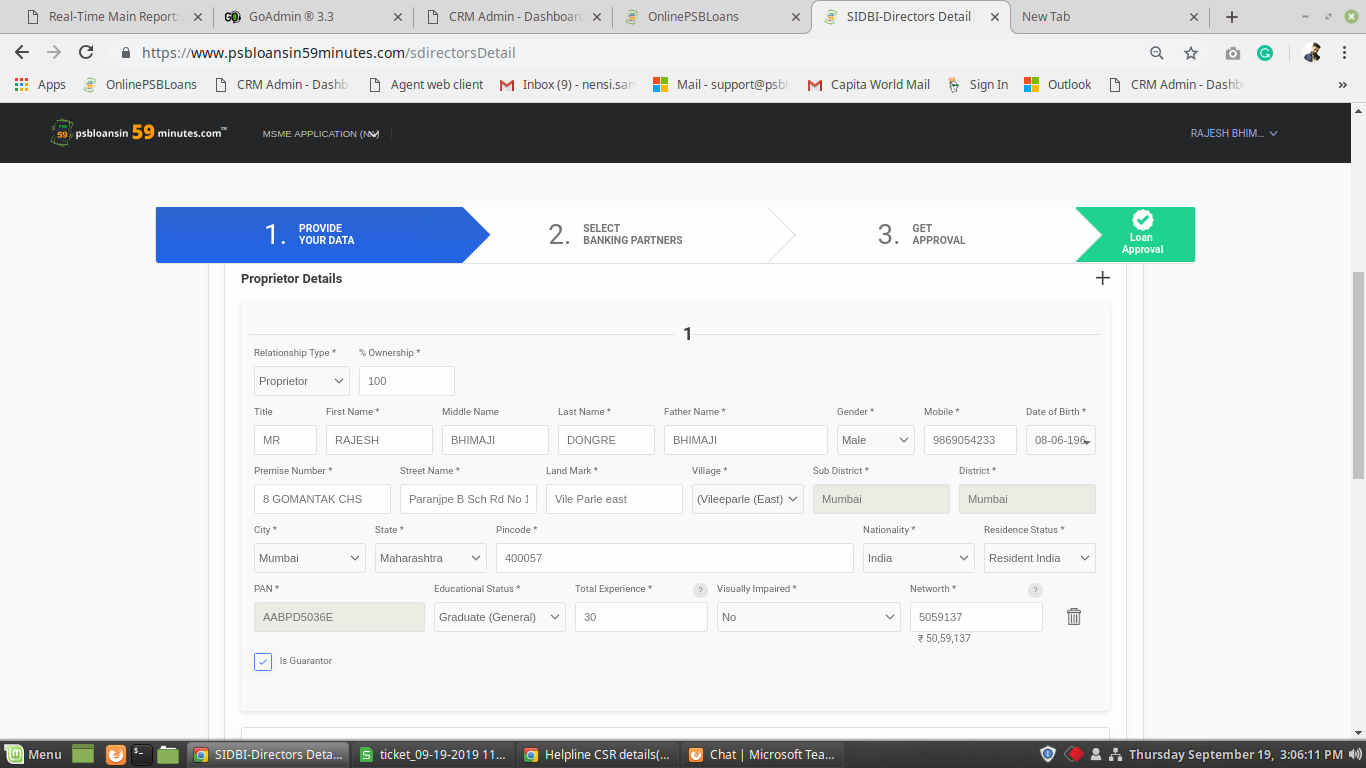 Real-Time Main Report:
GoAdmin ® 3.3
CRM Admin - Dashboard
OnlinePSBLoans
SIDBI-Directors Detail
New Tab
https://www.psbloansin59minutes.com/sdirectorsDetail
Apps
OnlinePSBLoans
CRM Admin - Dashb
Agent web client
Inbox (9) - nensi.san
Mail - support@psbl
Capita World Mail
Sign In
Outlook
CRM Admin - Dashb
»
psbloansin 59 minutes.com™
MSME APPLICATION
RAJESH BHIM...
1. PROVIDE YOUR DATA
2. SELECT BANKING PARTNERS
3. GET APPROVAL
Loan
Approval
Proprietor Details
+
1
Relationship Type * % Ownership *
Proprietor 100
Title First Name * Middle Name Last Name * Father Name * Gender * Mobile * Date of Birth *
MR RAJESH BHIMAJI DONGRE BHIMAJI Male 9869054233 08-06-196
Premise Number * Street Name * Land Mark * Village * Sub District * District *
8 GOMANTAK CHS Paranjpe B Sch Rd No 1 Vile Parle east (Vileeparle (East) Mumbai Mumbai
City * State * Pincode * Nationality * Residence Status *
Mumbai Maharashtra 400057 India Resident India
PAN * Educational Status * Total Experience * ? Visually Impaired * Networth * ?
AABPD5036E Graduate (General) 30 No 5059137
₹ 50,59,137
Is Guarantor
Menu
SIDBI-Directors Deta...
ticket_09-19-2019 11...
Helpline CSR details(...
Chat | Microsoft Tea...
Thursday September 19, 3:06:11 PM